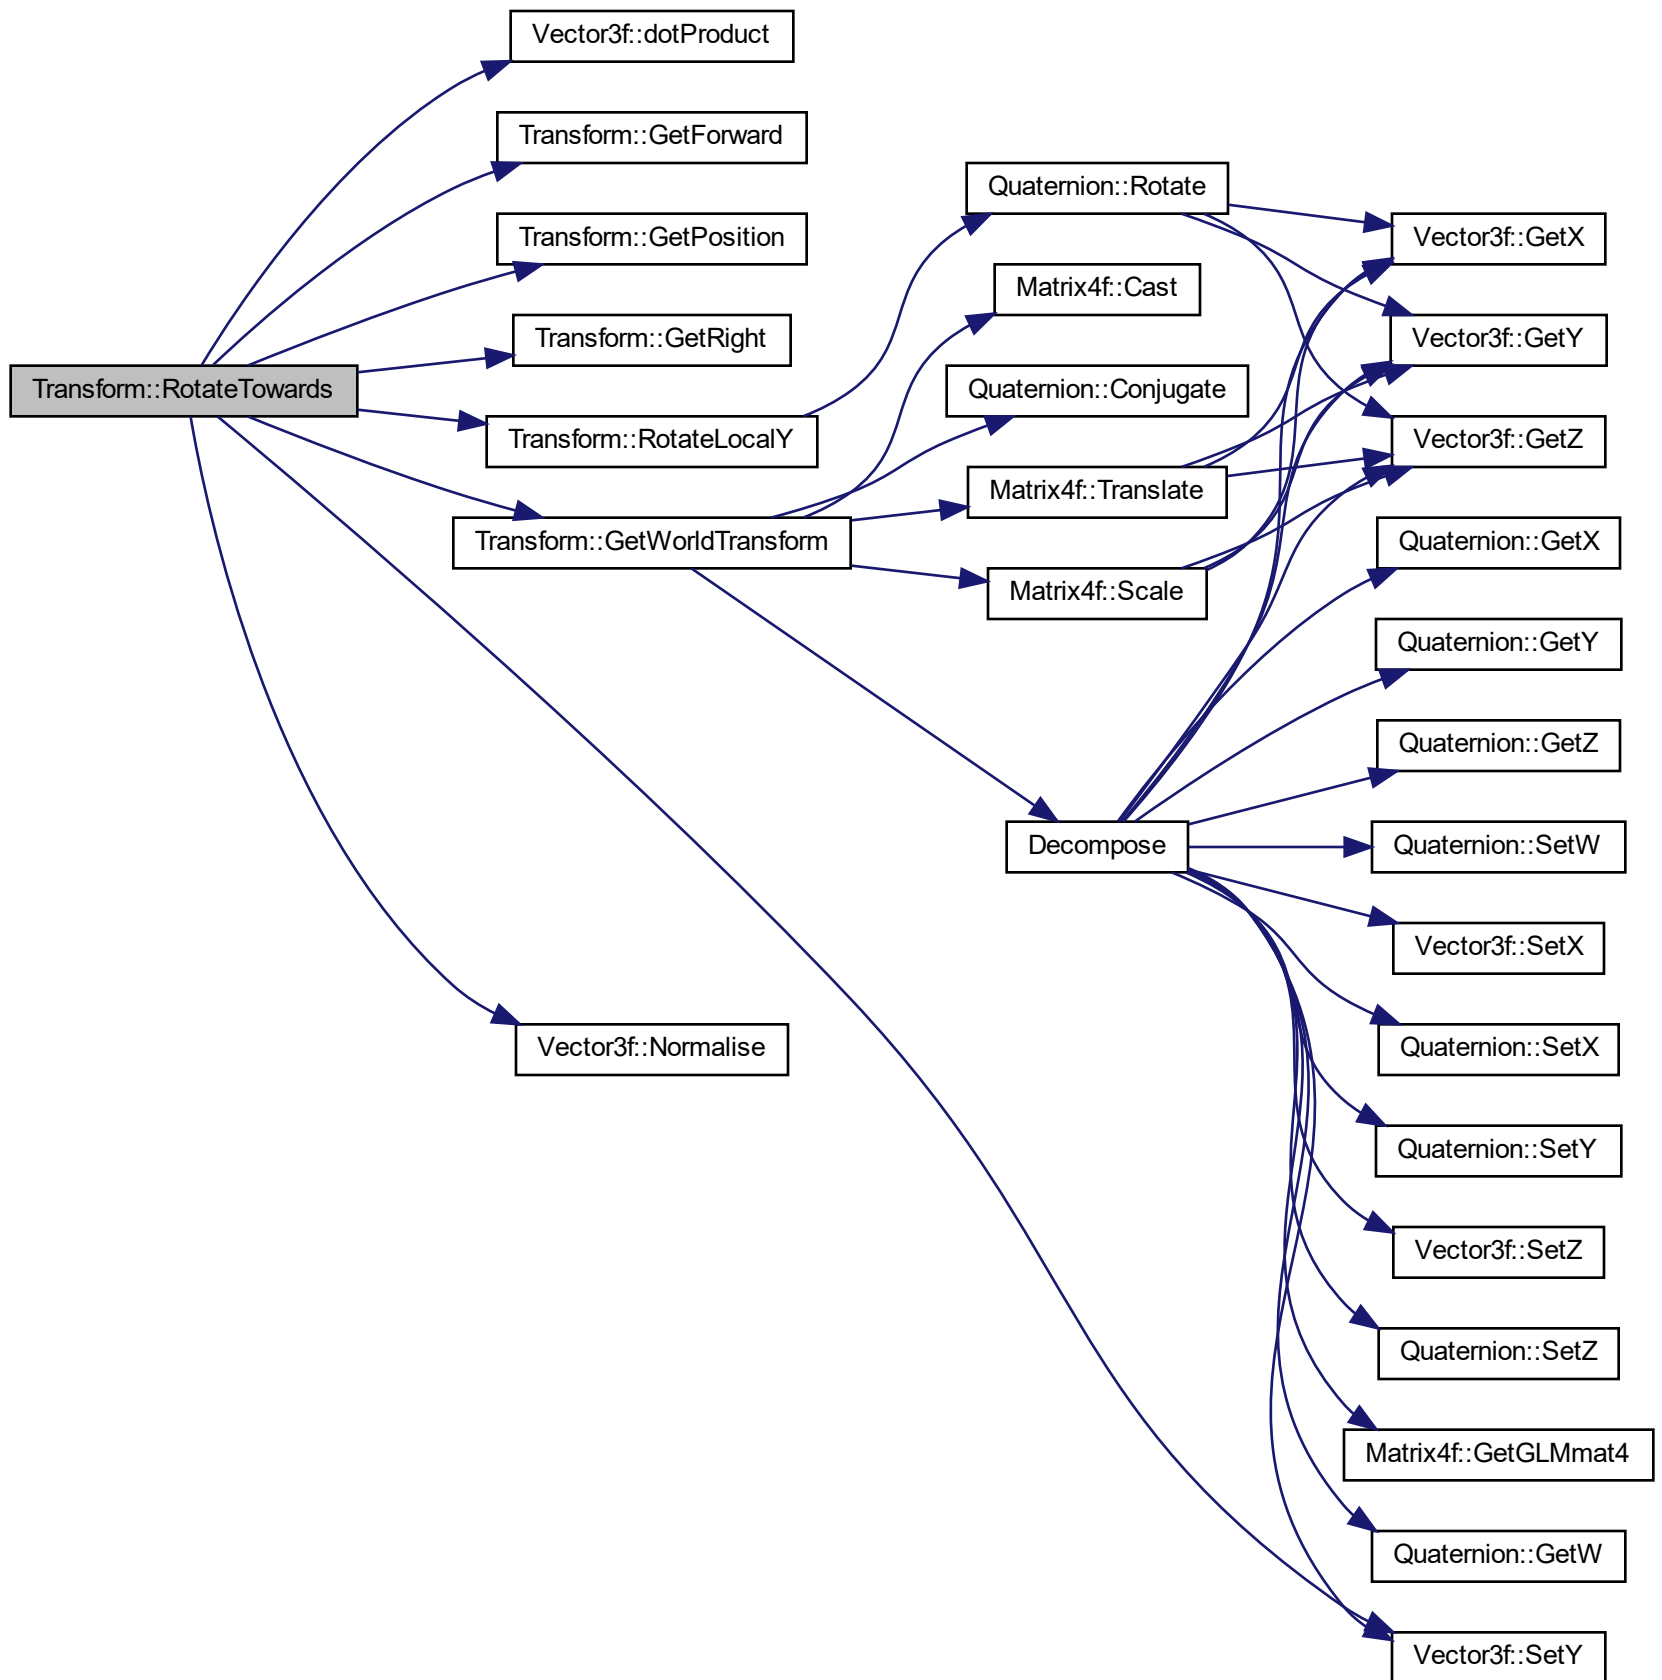 Vector3f::dotProduct
Transform::GetForward
Quaternion::Rotate
Transform::GetPosition
Vector3f::GetX
Matrix4f::Cast
Transform::GetRight
Vector3f::GetY
Transform::RotateTowards
Quaternion::Conjugate
Transform::RotateLocalY
Vector3f::GetZ
Matrix4f::Translate
Transform::GetWorldTransform
Quaternion::GetX
Matrix4f::Scale
Quaternion::GetY
Quaternion::GetZ
Decompose
Quaternion::SetW
Vector3f::SetX
Vector3f::Normalise
Quaternion::SetX
Quaternion::SetY
Vector3f::SetZ
Quaternion::SetZ
Matrix4f::GetGLMmat4
Quaternion::GetW
Vector3f::SetY